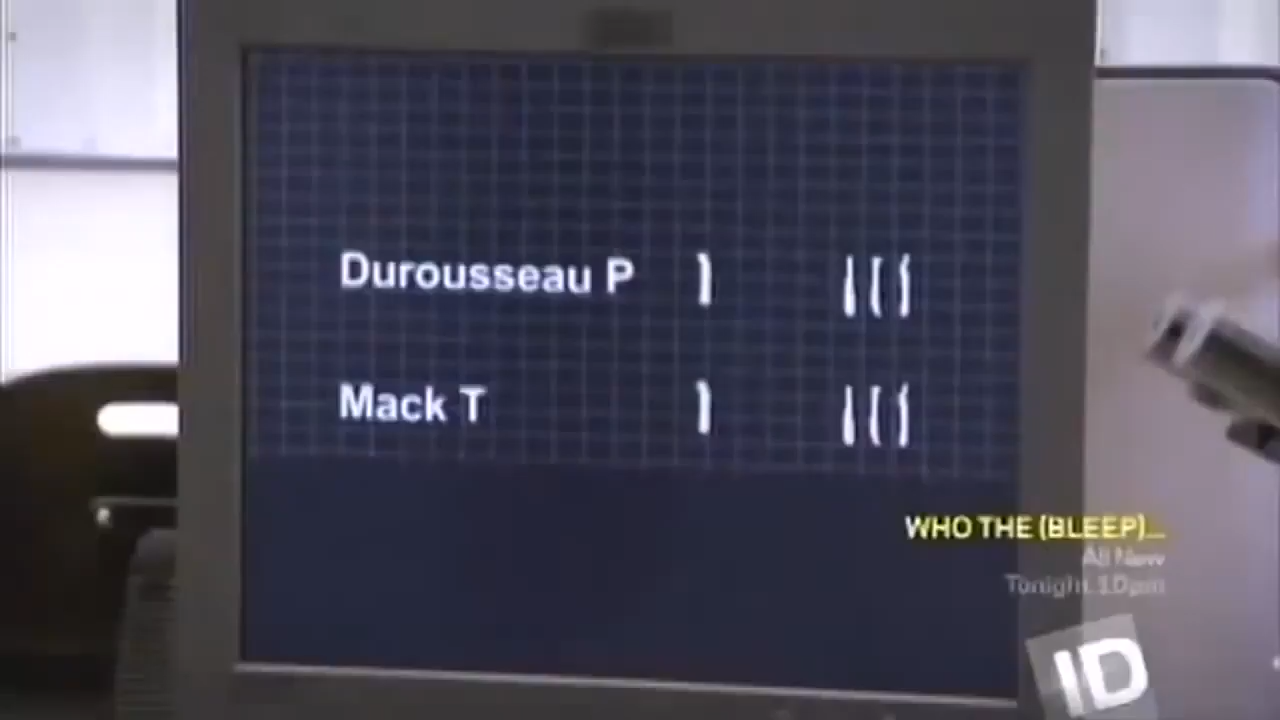 Durousseau P
Mack T
WHO THE (BLEEP)...
All New
Tonight 10pm
ID